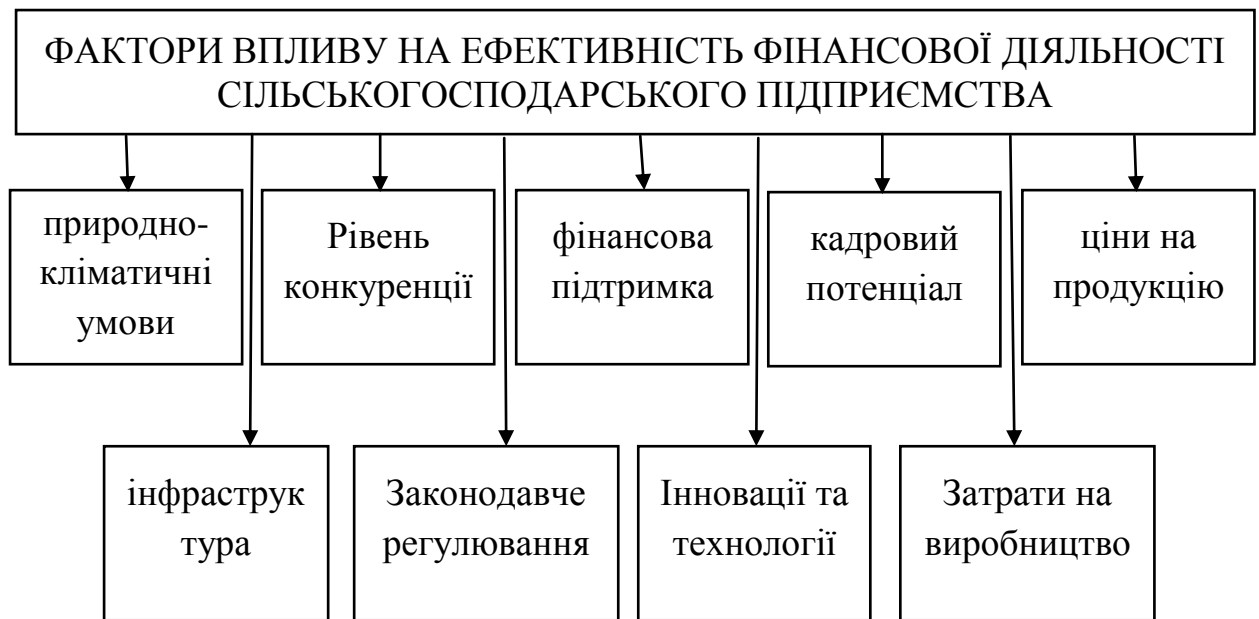 ФАКТОРИ ВПЛИВУ НА ЕФЕКТИВНІСТЬ ФІНАНСОВОЇ ДІЯЛЬНОСТІ
СІЛЬСЬКОГОСПОДАРСЬКОГО ПІДПРИЄМСТВА
природно-
кліматичні
умови
Рівень
конкуренції
фінансова
підтримка
кадровий
потенціал
ціни на
продукцію
інфраструк
тура
Законодавче
регулювання
Інновації та
технології
Затрати на
виробництво